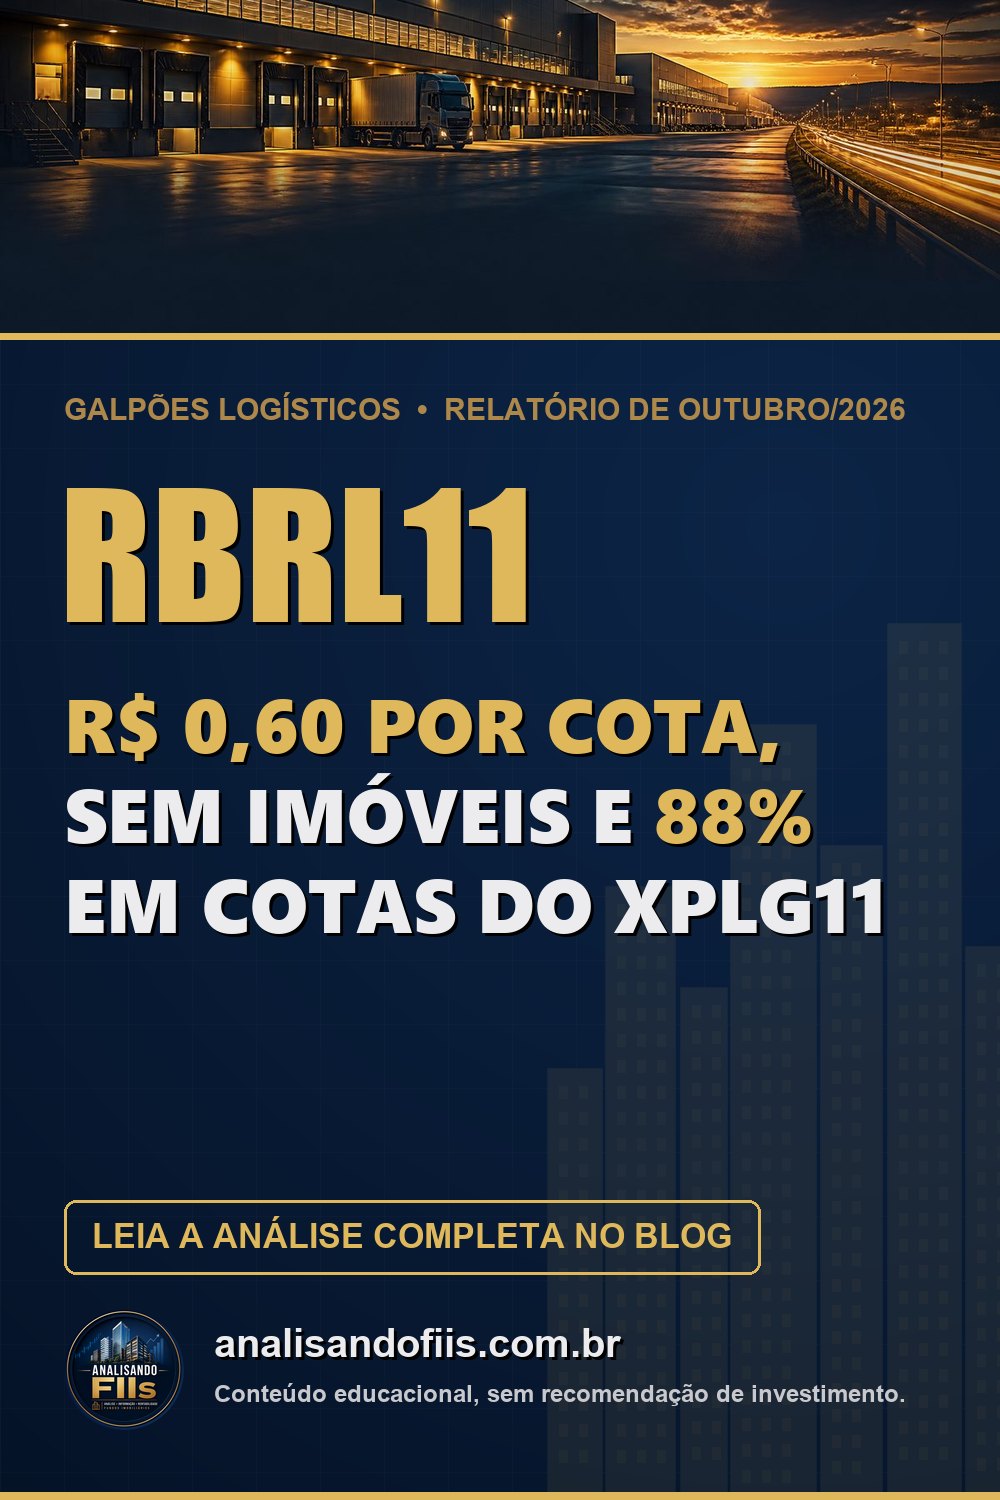 GALPÕES LOGÍSTICOS • RELATÓRIO DE OUTUBRO/2026
RBRL11
R$ 0,60 POR COTA,
SEM IMÓVEIS E 88%
EM COTAS DO XPLG11
LEIA A ANÁLISE COMPLETA NO BLOG
ANALISANDO
FIIs
analisandofiis.com.br
Conteúdo educacional, sem recomendação de investimento.